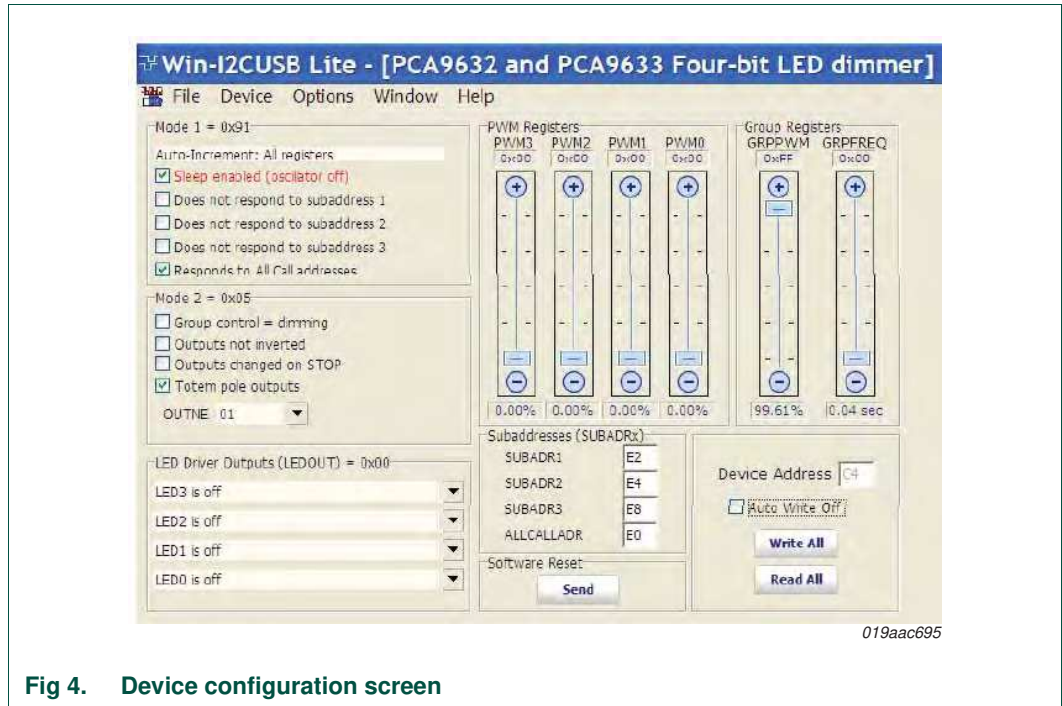 Win-I2CUSB Lite - [PCA9632 and PCA9633 Four-bit LED dimmer]
File Device Options Window Help
Mode 1 = 0x91
Auto-Increment: All registers
Sleep enabled (oscilator off)
Does not respond to subaddress 1
Does not respond to subaddress 2
Does not respond to subaddress 3
Responds to All Call addresses
Mode 2 = 0x05
Group control = dimming
Outputs not inverted
Outputs changed on STOP
Totem pole outputs
OUTNE 01
LED Driver Outputs (LEDOUT) = 0x00
LED3 is off
LED2 is off
LED1 is off
LED0 is off
PWM Registers
PWM3 PWM2 PWM1 PWM0
0x00 0x00 0x00 0x00
0.00% 0.00% 0.00% 0.00%
Group Registers
GRPPWM GRPFREQ
0xFF 0x00
99.61% 0.04 sec
Subaddresses (SUBADRx)
SUBADR1 E2
SUBADR2 E4
SUBADR3 E8
ALLCALLADR E0
Software Reset
Send
Device Address C4
Auto Write Off
Write All
Read All
019aac695
Fig 4. Device configuration screen